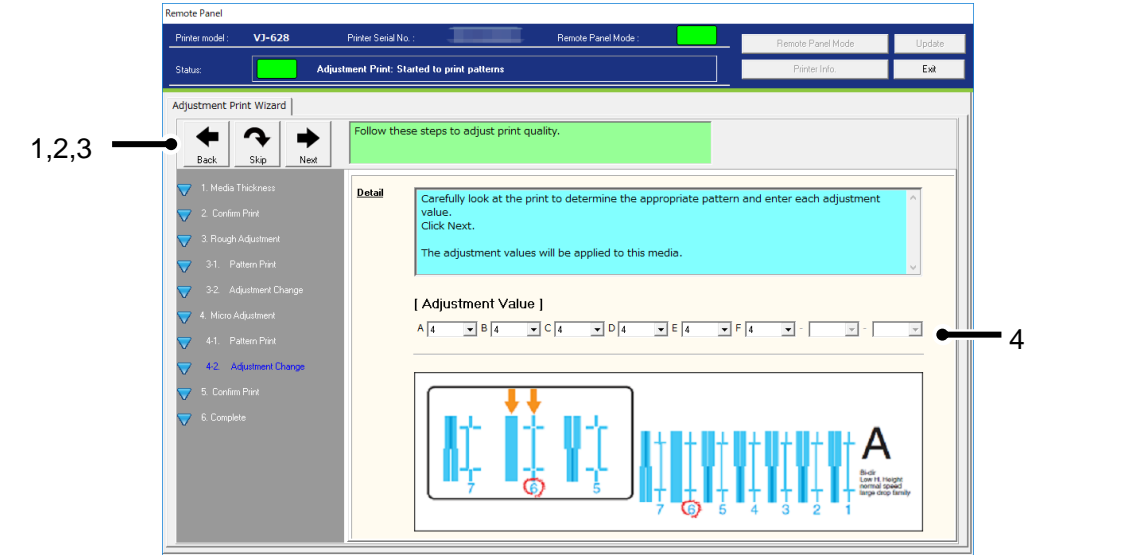 Remote Panel
Printer model : VJ-628 Printer Serial No. : Remote Panel Mode :
Remote Panel Mode Update
Status: Adjustment Print: Started to print patterns
Printer Info. Exit
Adjustment Print Wizard
1,2,3
Back Skip Next
Follow these steps to adjust print quality.
1. Media Thickness
2. Confirm Print
3. Rough Adjustment
3-1. Pattern Print
3-2. Adjustment Change
4. Micro Adjustment
4-1. Pattern Print
4-2. Adjustment Change
5. Confirm Print
6. Complete
Detail
Carefully look at the print to determine the appropriate pattern and enter each adjustment
value.
Click Next.
The adjustment values will be applied to this media.
[ Adjustment Value ]
A 4 B 4 C 4 D 4 E 4 F 4 - -
4
7 6 5
7 6 5 4 3 2 1
A
Bi-dir
Low H, Height
normal speed
large drop family